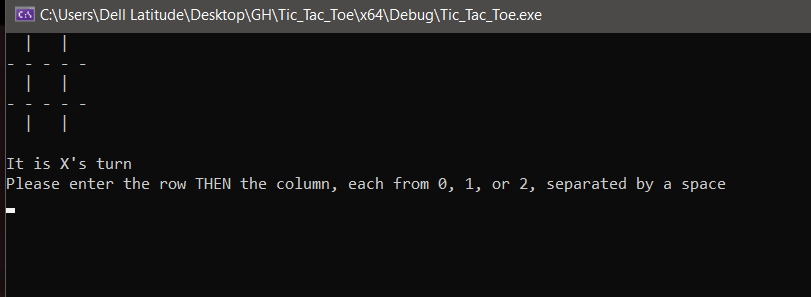 C:\Users\Dell Latitude\Desktop\GH\Tic_Tac_Toe\x64\Debug\Tic_Tac_Toe.exe
  |   |
- - - - -
  |   |
- - - - -
  |   |
It is X's turn
Please enter the row THEN the column, each from 0, 1, or 2, separated by a space